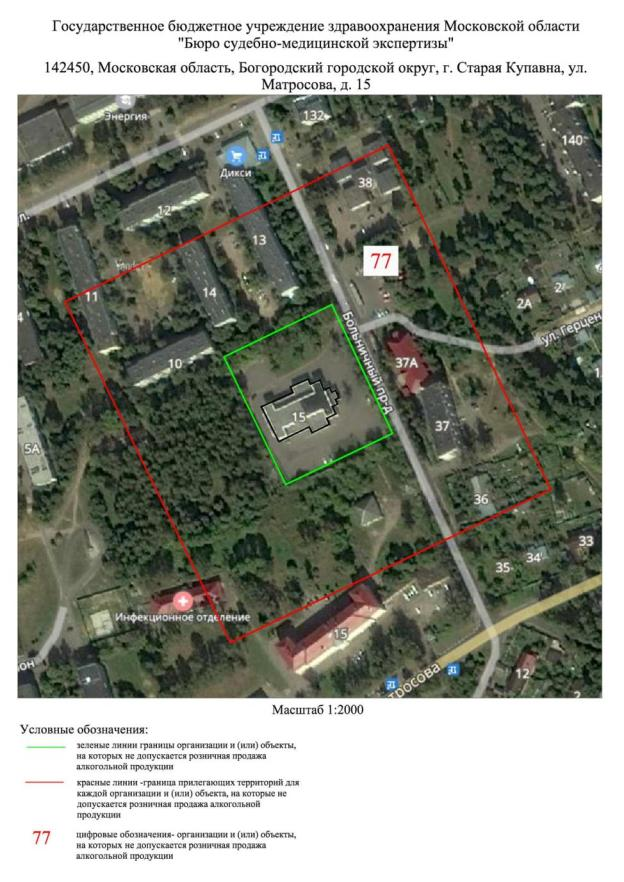 Государственное бюджетное учреждение здравоохранения Московской области
"Бюро судебно-медицинской экспертизы"
142450, Московская область, Богородский городской округ, г. Старая Купавна, ул.
Матросова, д. 15
Энергия
132
140
Дикси
38
12
ул.
13
77
Yandex
11
14
2А
2
4
ул. Герцен
Больничный пр-д
10
37А
15
37
5А
36
33
34
35
Инфекционное отделение
15
он
12
тросова
Масштаб 1:2000
Условные обозначения:
зеленые линии границы организации и (или) объекты,
на которых не допускается розничная продажа
алкогольной продукции
красные линии -граница прилегающих территорий для
каждой организации и (или) объекта, на которые не
допускается розничная продажа алкогольной
продукции
77
цифровые обозначения- организации и (или) объекты,
на которых не допускается розничная продажа
алкогольной продукции